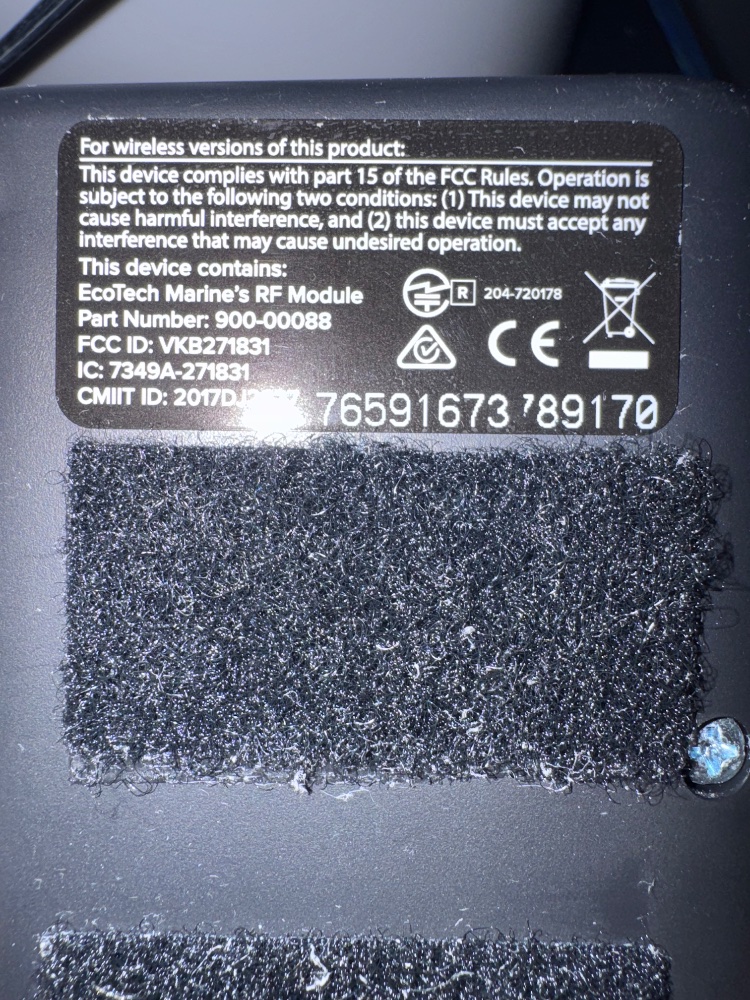 For wireless versions of this product:
This device complies with part 15 of the FCC Rules. Operation is
subject to the following two conditions: (1) This device may not
cause harmful interference, and (2) this device must accept any
interference that may cause undesired operation.
This device contains:
EcoTech Marine's RF Module
Part Number: 900-00088
FCC ID: VKB271831
IC: 7349A-271831
CMIIT ID:
R 204-720178
CE
76591673 789170